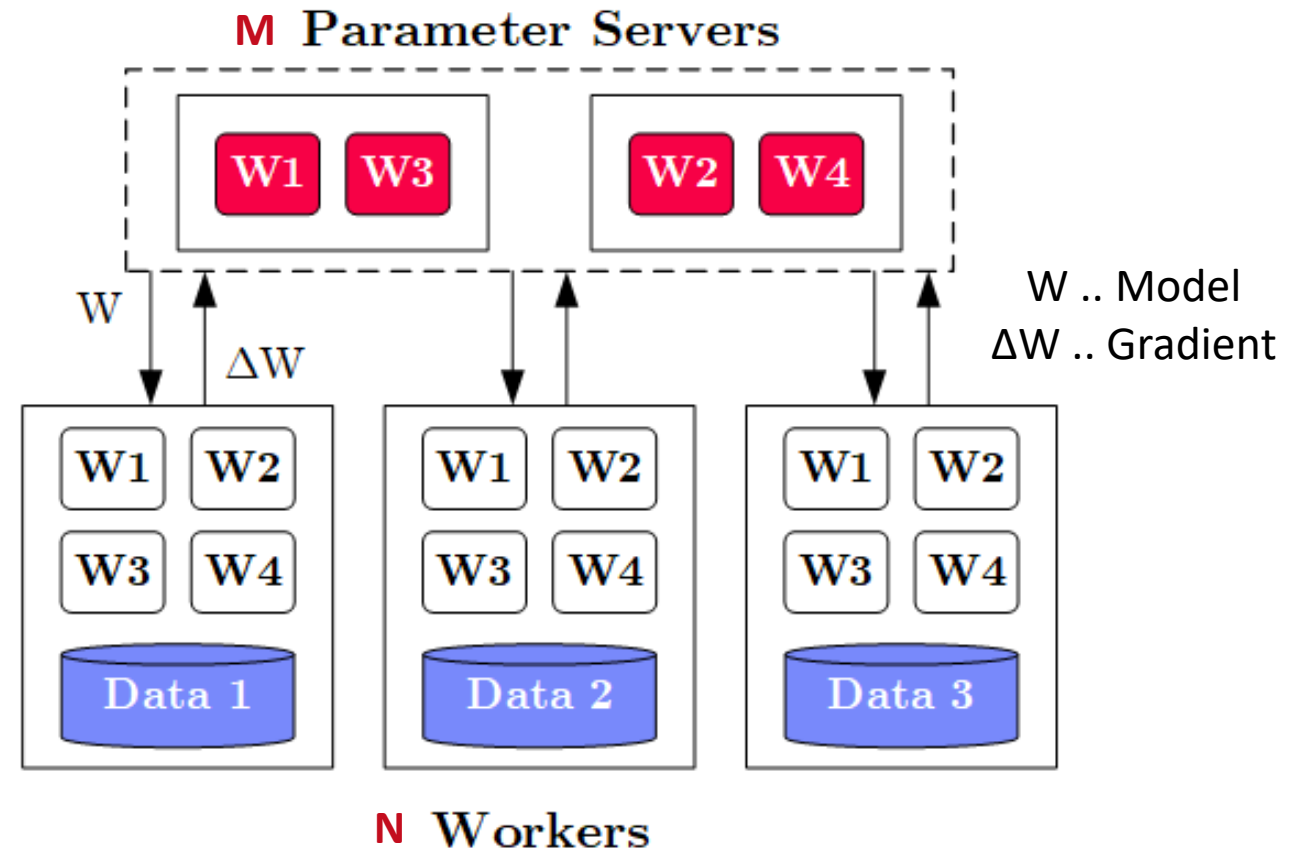 M Parameter Servers
W1 W3 W2 W4
W
ΔW
W .. Model
ΔW .. Gradient
W1 W2 W1 W2 W1 W2
W3 W4 W3 W4 W3 W4
Data 1 Data 2 Data 3
N Workers